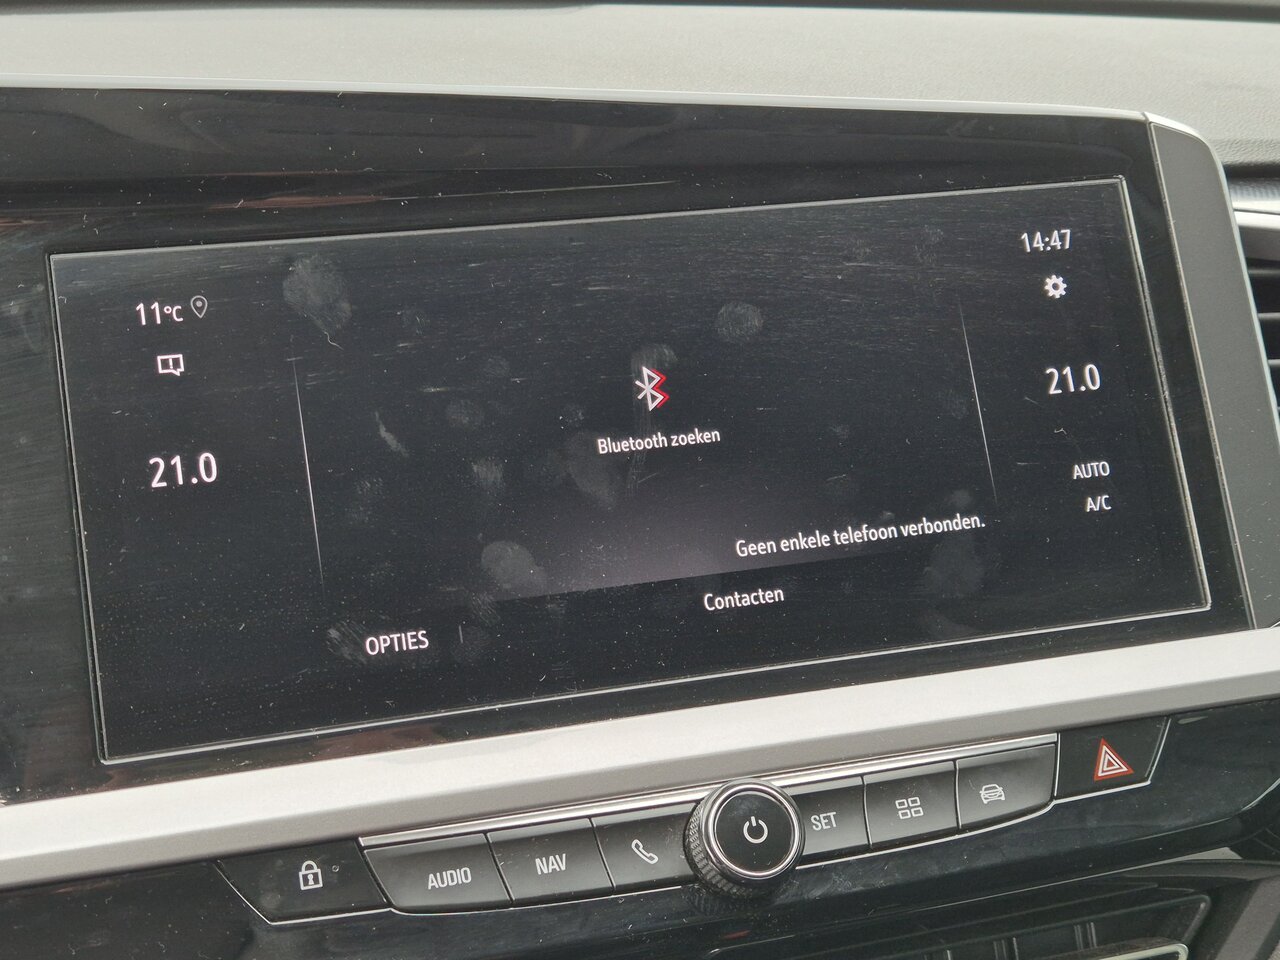 14:47
11°C
21.0
21.0
Bluetooth zoeken
AUTO
A/C
Geen enkele telefoon verbonden.
Contacten
OPTIES
AUDIO
NAV
SET